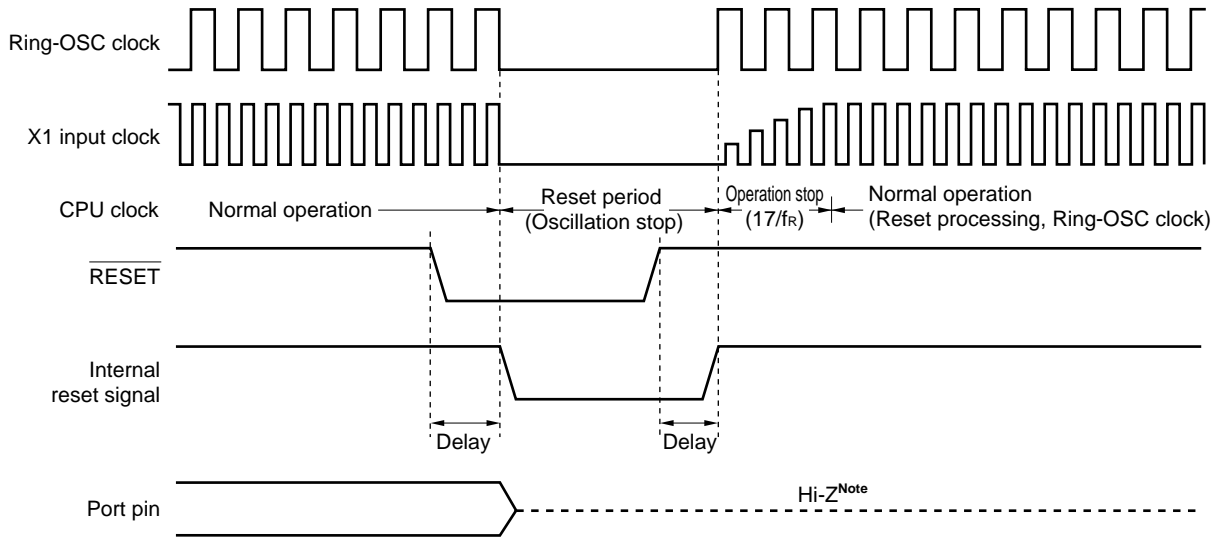 Ring-OSC clock
X1 input clock
CPU clock
Normal operation
Reset period
(Oscillation stop)
Operation stop
(17/fR)
Normal operation
(Reset processing, Ring-OSC clock)
RESET
Internal
reset signal
Delay
Delay
Port pin
Hi-ZNote